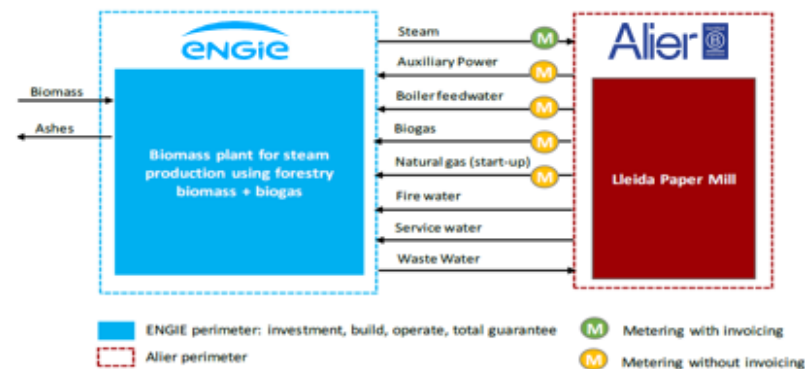 ENGIE
Alier B
Steam M
Auxiliary Power M
Biomass
Boiler feedwater M
Ashes
Biogas M
Biomass plant for steam
production using forestry
biomass + biogas
Natural gas (start-up) M
Lleida Paper Mill
Fire water
Service water
Waste Water
ENGIE perimeter: investment, build, operate, total guarantee
M Metering with invoicing
Alier perimeter
M Metering without invoicing